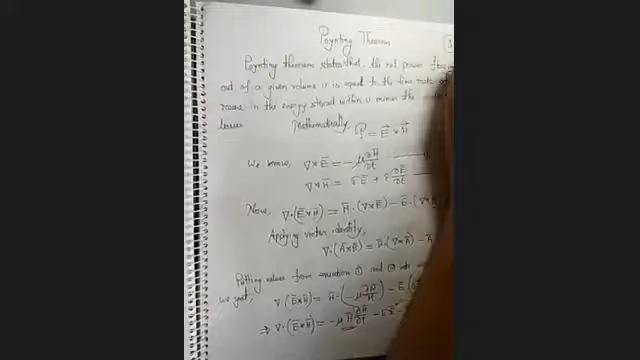 Poynting Theorem
Poynting theorem states that the net power flow
out of a given volume v is equal to the time rate of
in the energy stored within v minus the
losses Mathematically, P = E⃗ × H⃗
We know, ∇×E̅ = -μ ∂H̅/∂t
∇×H̅ = σE̅ + ε ∂E̅/∂t
Now, ∇·(E̅×H̅) = H̅·(∇×E̅) - E̅·(∇×H̅)
Applying vector identity,
∇·(A̅×B̅) = B̅·(∇×A̅) - A̅
Putting values from equation ① and ②
we get, ∇·(E̅×H̅) = H̅·(-μ ∂H̅/∂t) - E̅(σ
⇒ ∇·(E̅×H̅) = -μ H̅ ∂H̅/∂t - σE² -